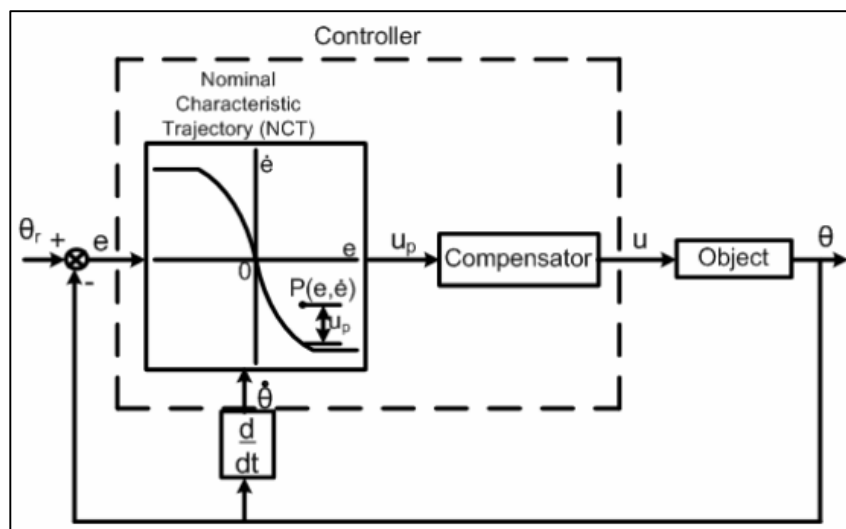 Controller
Nominal
Characteristic
Trajectory (NCT)
ė
θr + e
-
e
0
P(e,ė)
up
up
Compensator
u
Object
θ
θ̇
d
dt